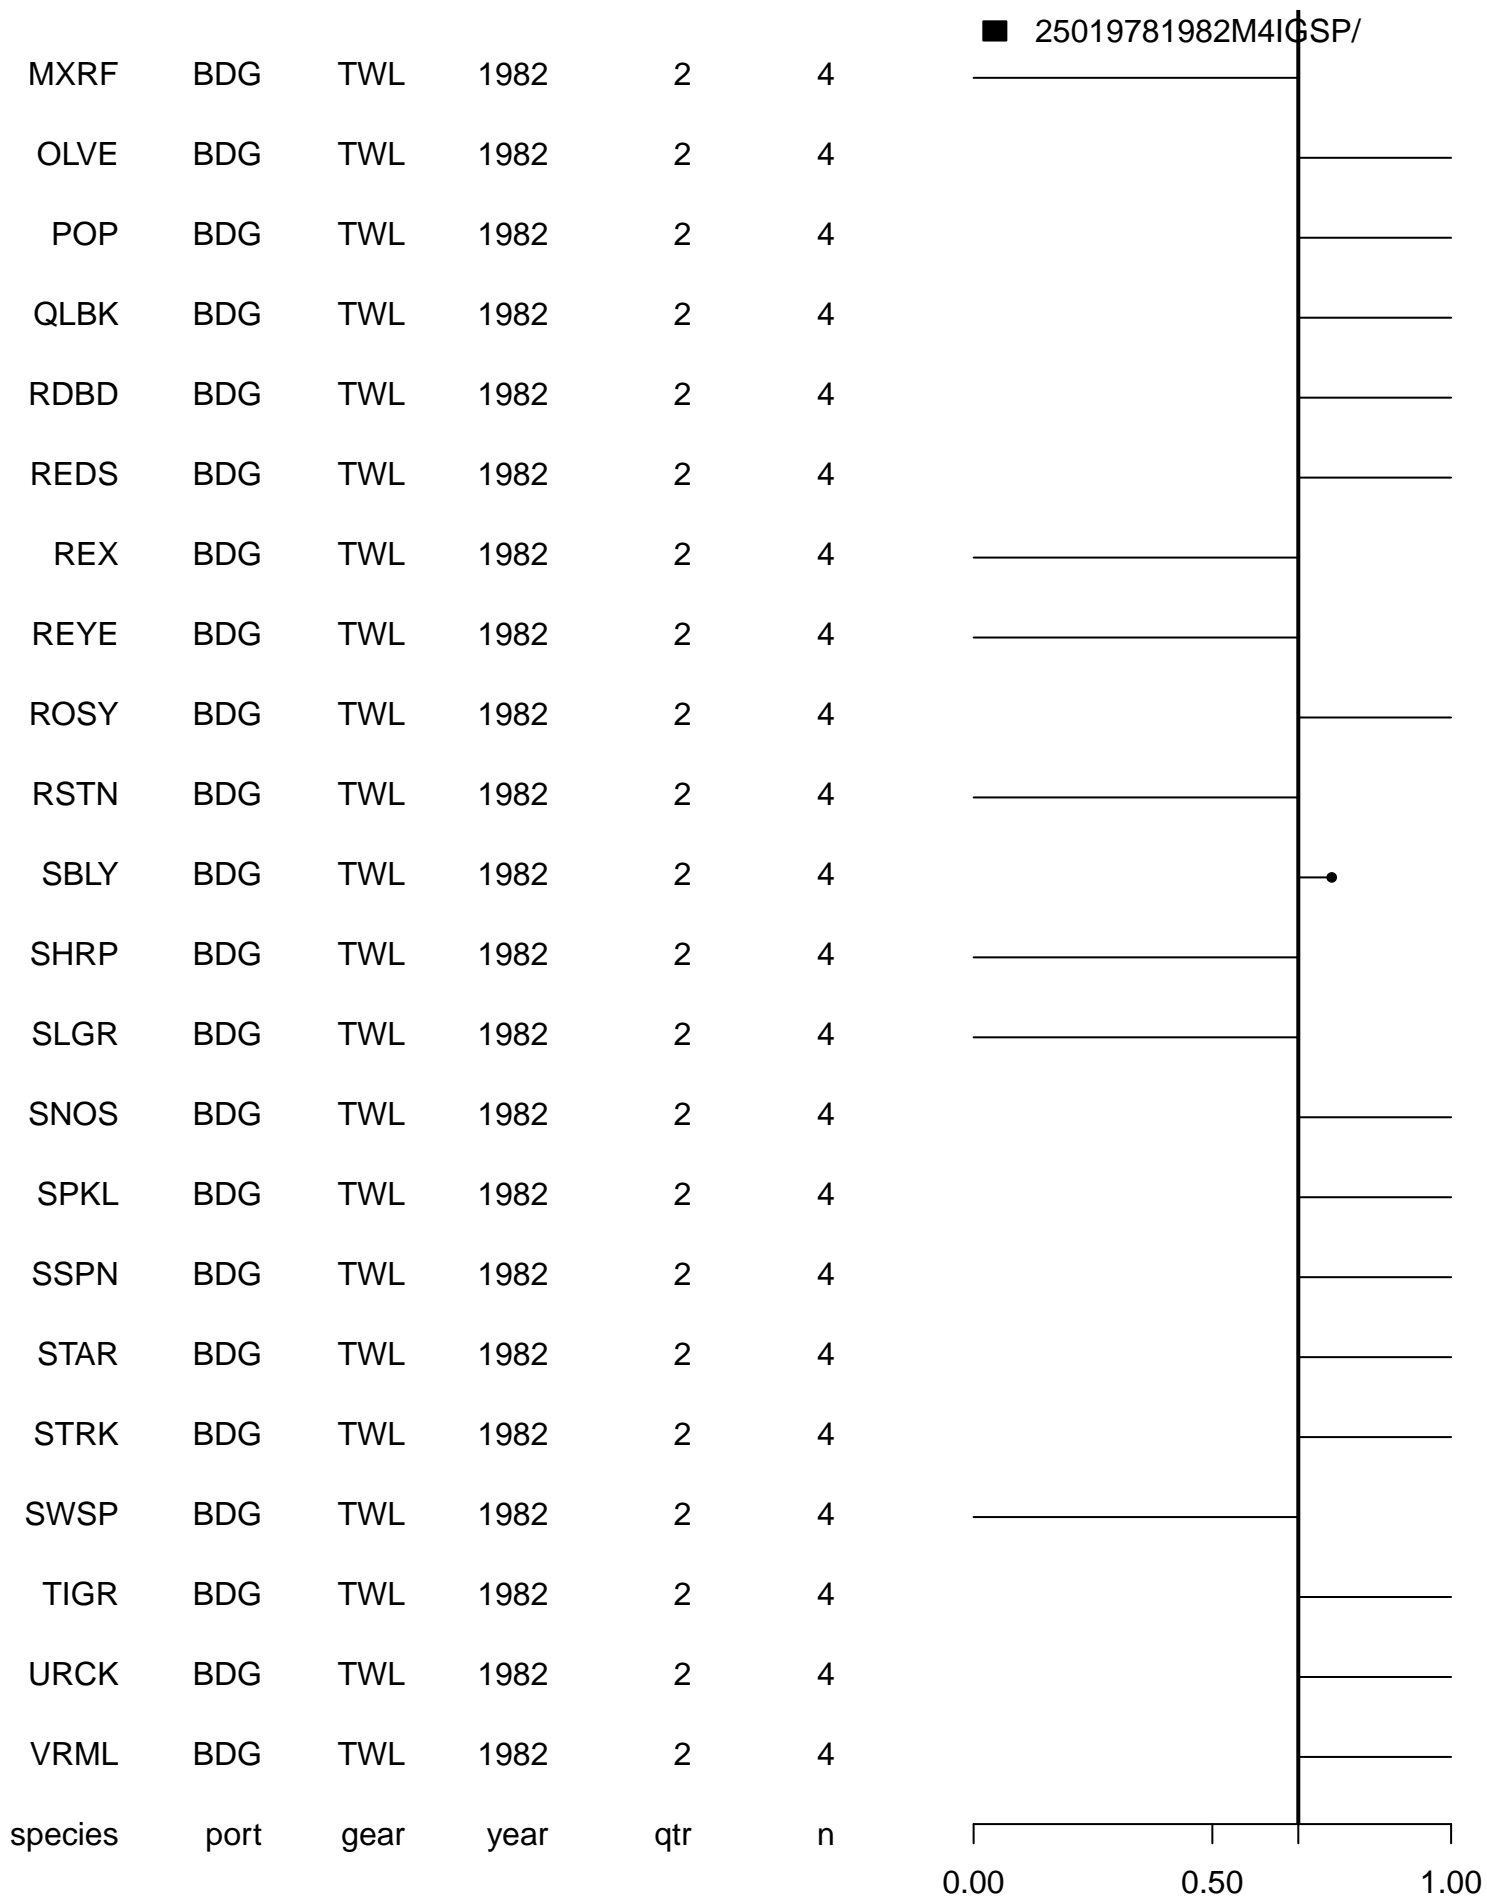 25019781982M4IGSP/
MXRF BDG TWL 1982 2 4
OLVE BDG TWL 1982 2 4
POP BDG TWL 1982 2 4
QLBK BDG TWL 1982 2 4
RDBD BDG TWL 1982 2 4
REDS BDG TWL 1982 2 4
REX BDG TWL 1982 2 4
REYE BDG TWL 1982 2 4
ROSY BDG TWL 1982 2 4
RSTN BDG TWL 1982 2 4
SBLY BDG TWL 1982 2 4
SHRP BDG TWL 1982 2 4
SLGR BDG TWL 1982 2 4
SNOS BDG TWL 1982 2 4
SPKL BDG TWL 1982 2 4
SSPN BDG TWL 1982 2 4
STAR BDG TWL 1982 2 4
STRK BDG TWL 1982 2 4
SWSP BDG TWL 1982 2 4
TIGR BDG TWL 1982 2 4
URCK BDG TWL 1982 2 4
VRML BDG TWL 1982 2 4
species port gear year qtr n
0.00 0.50 1.00